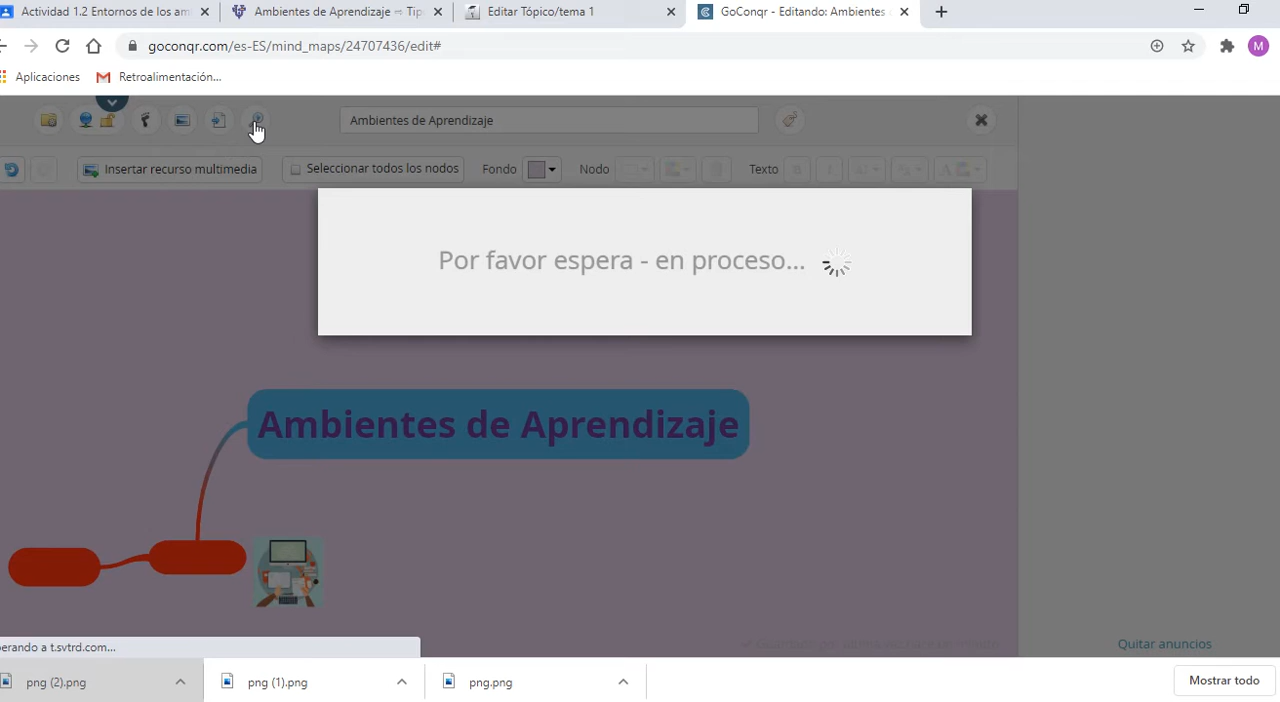 Actividad 1.2 Entornos de los am
Ambientes de Aprendizaje ⇨ Tip
Editar Tópico/tema 1
GoConqr - Editando: Ambientes
goconqr.com/es-ES/mind_maps/24707436/edit#
M
Aplicaciones
Retroalimentación...
Ambientes de Aprendizaje
Insertar recurso multimedia
Seleccionar todos los nodos
Fondo
Nodo
Texto
Por favor espera - en proceso...
Ambientes de Aprendizaje
Quitar anuncios
erando a t.svtrd.com...
png (2).png
png (1).png
png.png
Mostrar todo